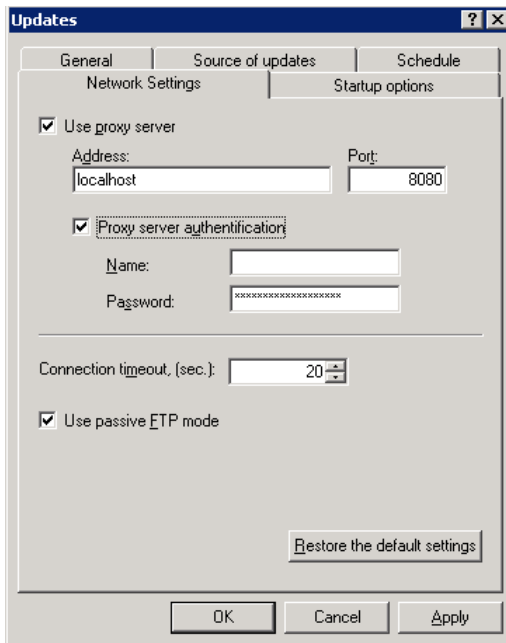 Updates
General Source of updates Schedule
Network Settings Startup options
Use proxy server
Address: Port:
localhost 8080
Proxy server authentification
Name:
Password: *******************
Connection timeout, (sec.): 20
Use passive FTP mode
Restore the default settings
OK Cancel Apply